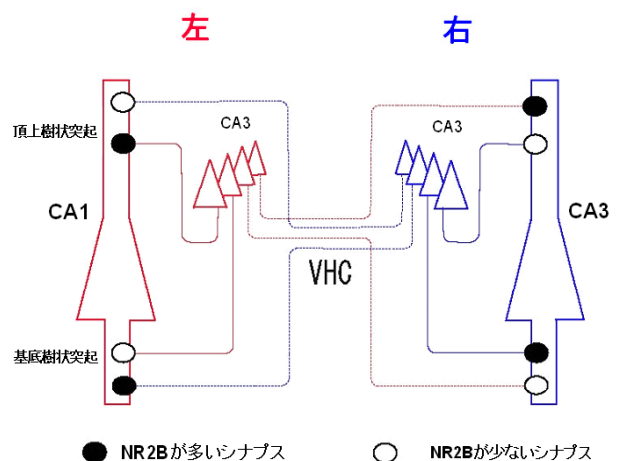 左
右
頂上樹状突起
CA3
CA3
CA1
CA3
VHC
基底樹状突起
NR2Bが多いシナプス
NR2Bが少ないシナプス